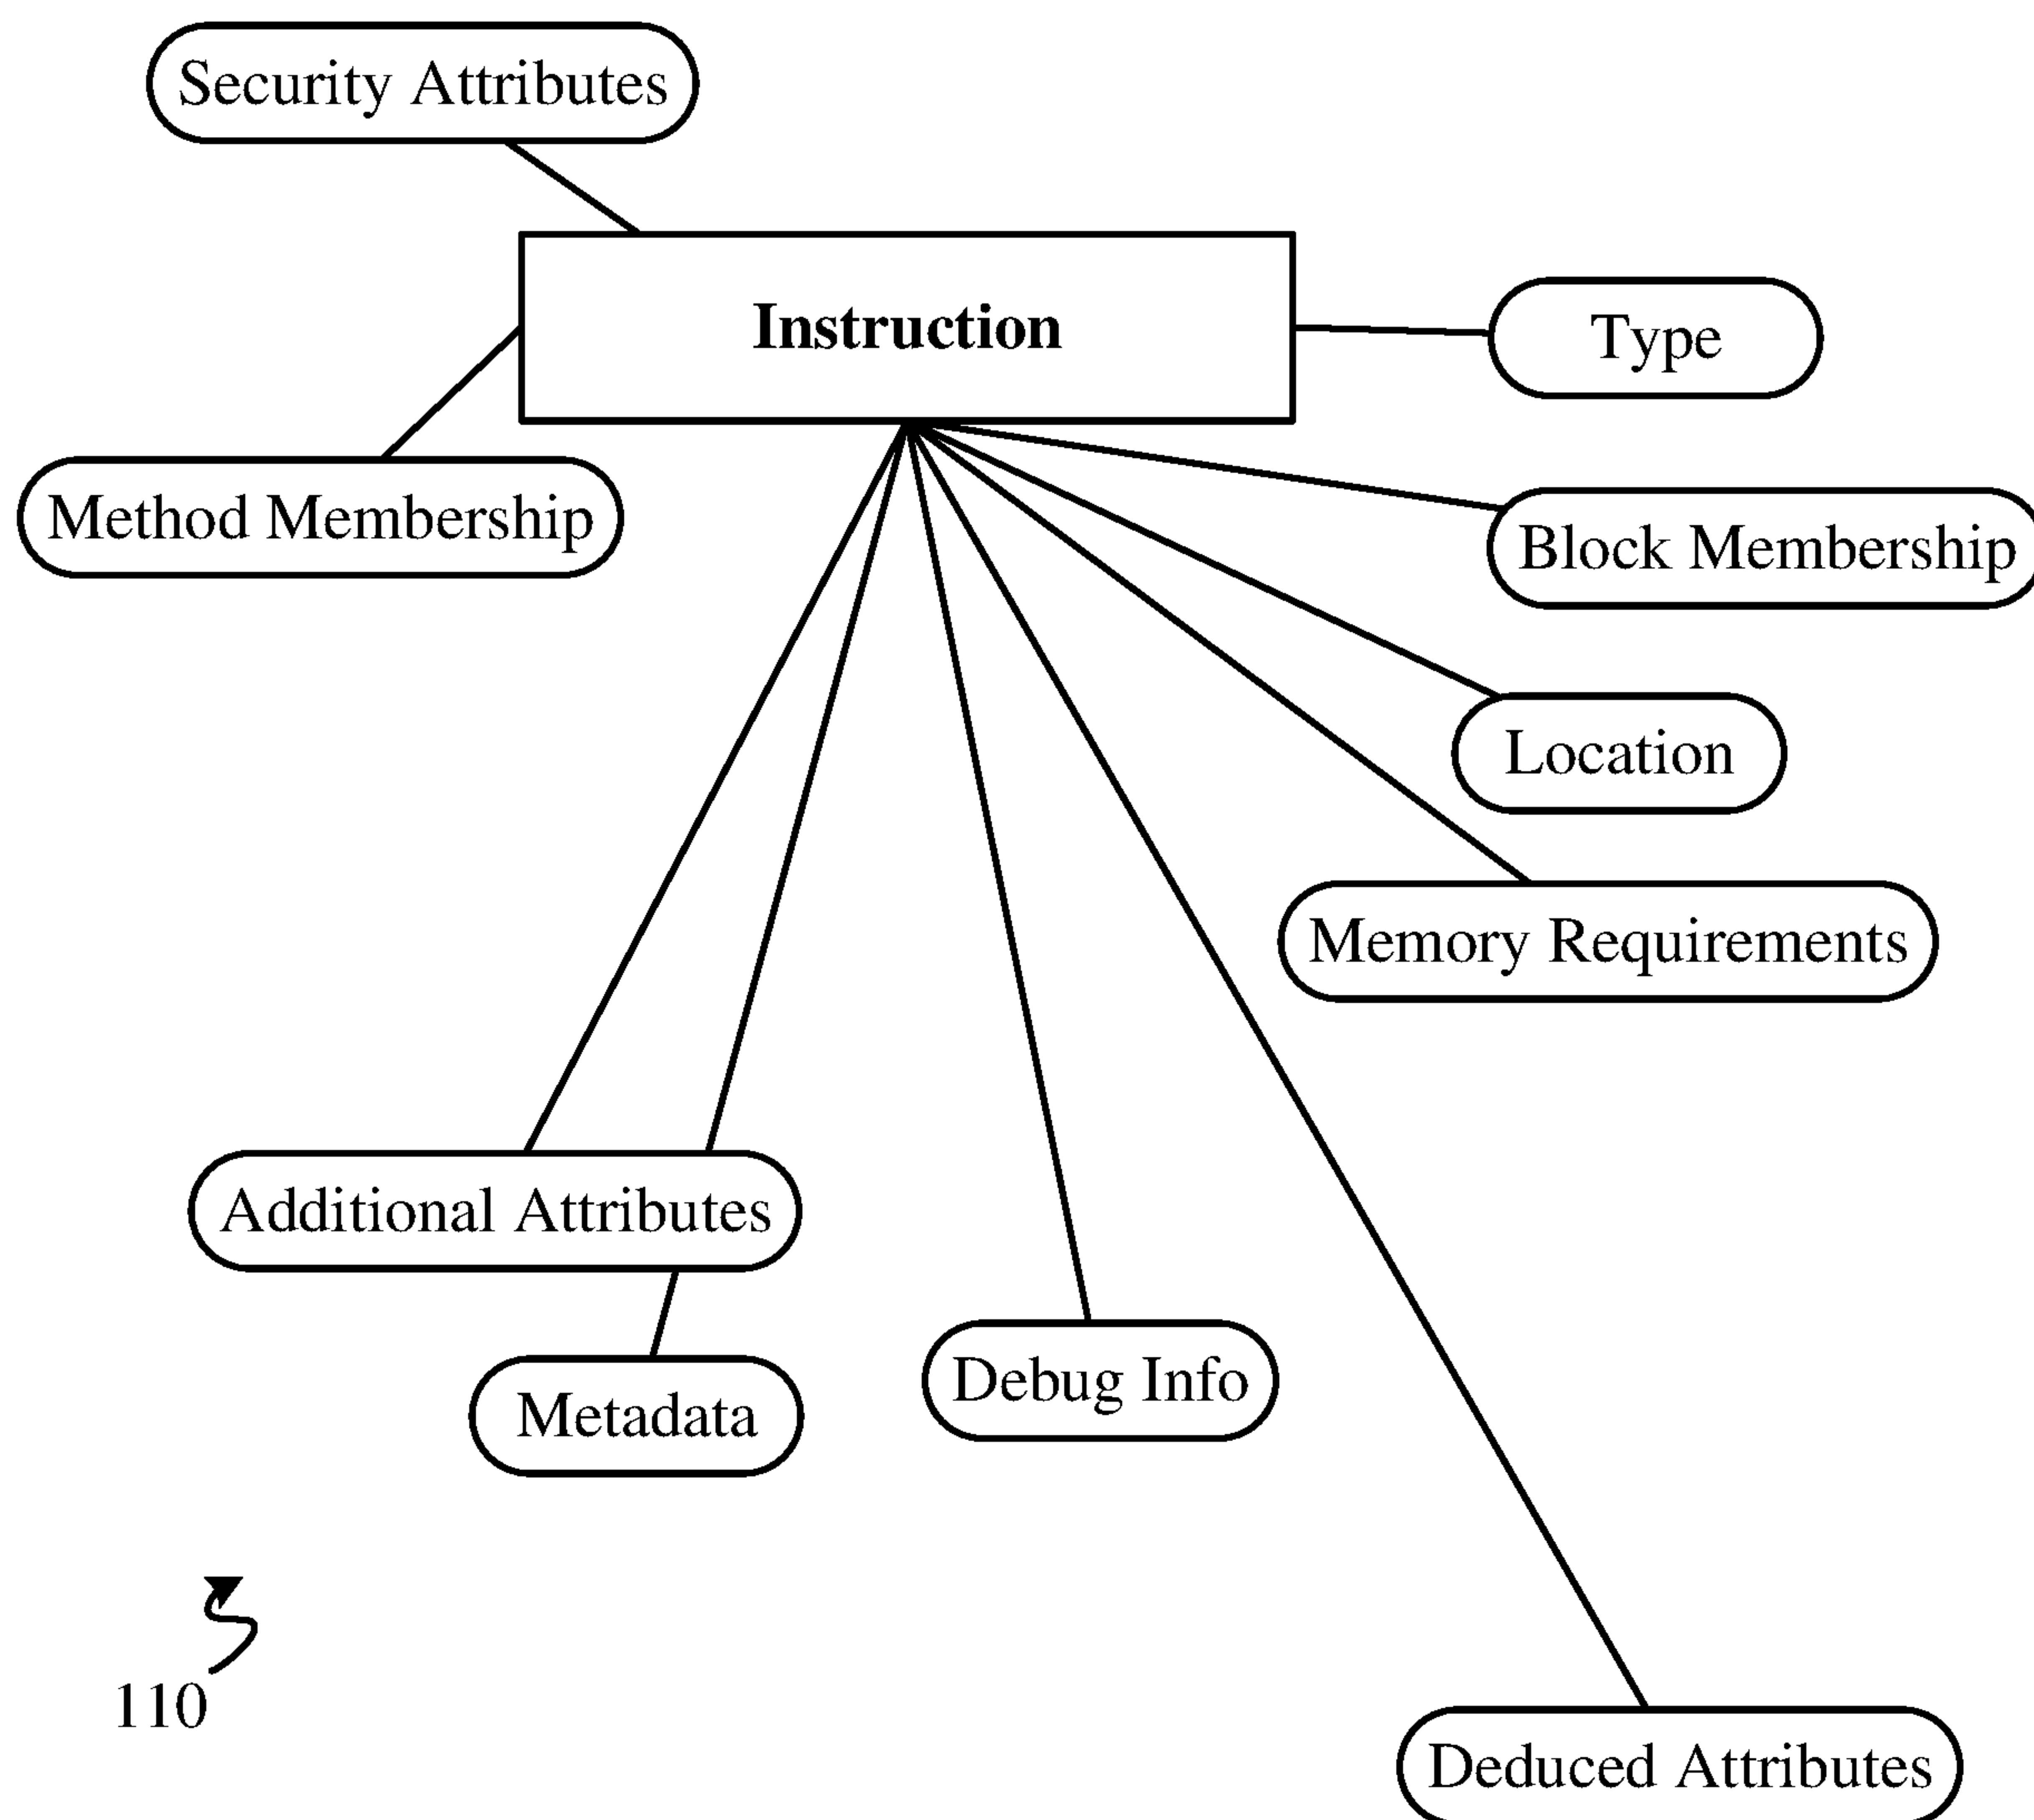 Security Attributes
Instruction
Type
Method Membership
Block Membership
Location
Memory Requirements
Additional Attributes
Debug Info
Metadata
110
Deduced Attributes